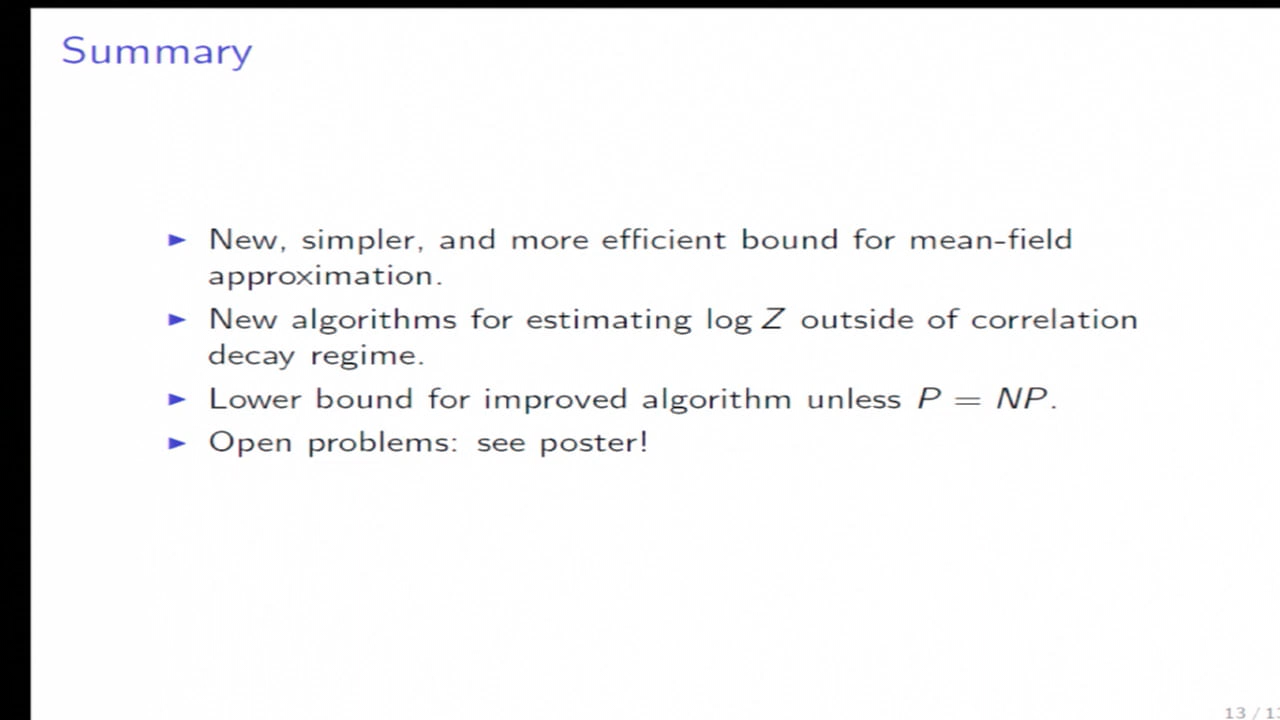 Summary
► New, simpler, and more efficient bound for mean-field
approximation.
► New algorithms for estimating log Z outside of correlation
decay regime.
► Lower bound for improved algorithm unless P = NP.
► Open problems: see poster!
13 / 13